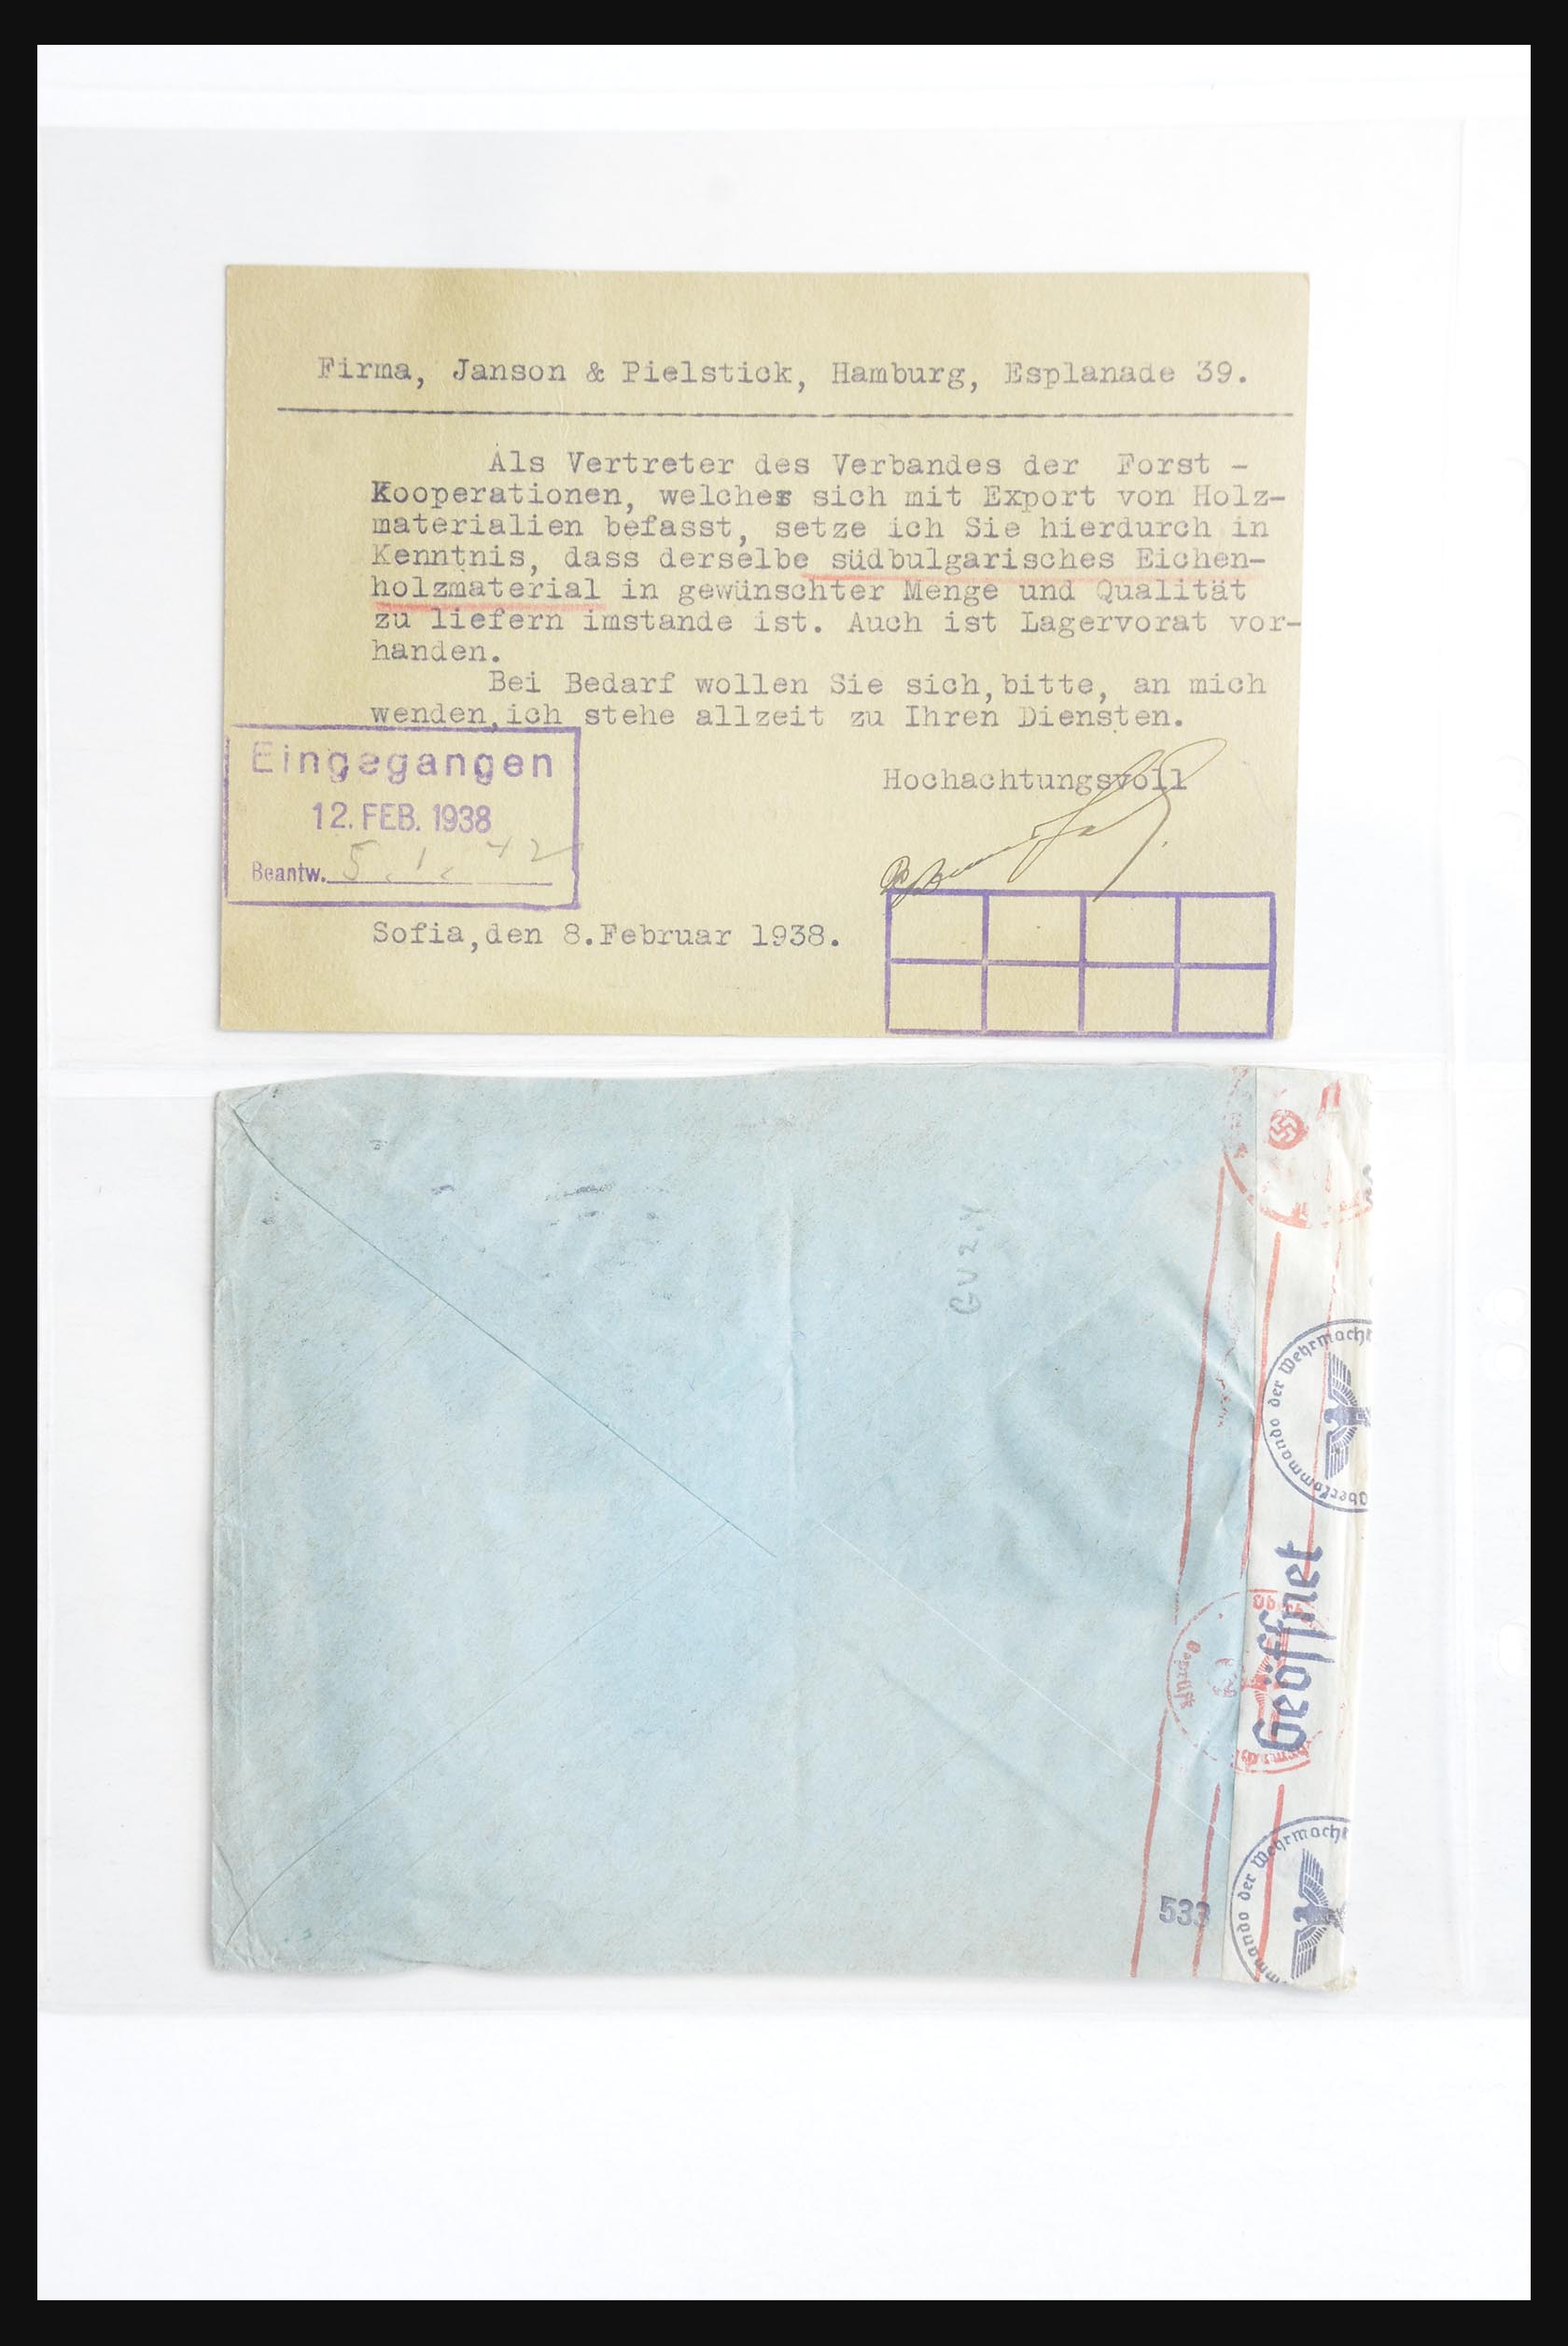 Firma, Janson & Pielstick, Hamburg, Esplanade 39.
Als Vertreter des Verbandes der Forst -
Kooperationen, welches sich mit Export von Holz-
materialien befasst, setze ich Sie hierdurch in
Kenntnis, dass derselbe südbulgarisches Eichen-
holzmaterial in gewünschter Menge und Qualität
zu liefern imstande ist. Auch ist Lagervorat vor-
handen.
Bei Bedarf wollen Sie sich, bitte, an mich
wenden, ich stehe allzeit zu Ihren Diensten.
Hochachtungsvoll
Eingegangen
12. FEB. 1938
Beantw.
Sofia, den 8. Februar 1938.
GV2.Y
Oberkommando der Wehrmacht
Geöffnet
Geprüft
mmando der Wehrmacht
533